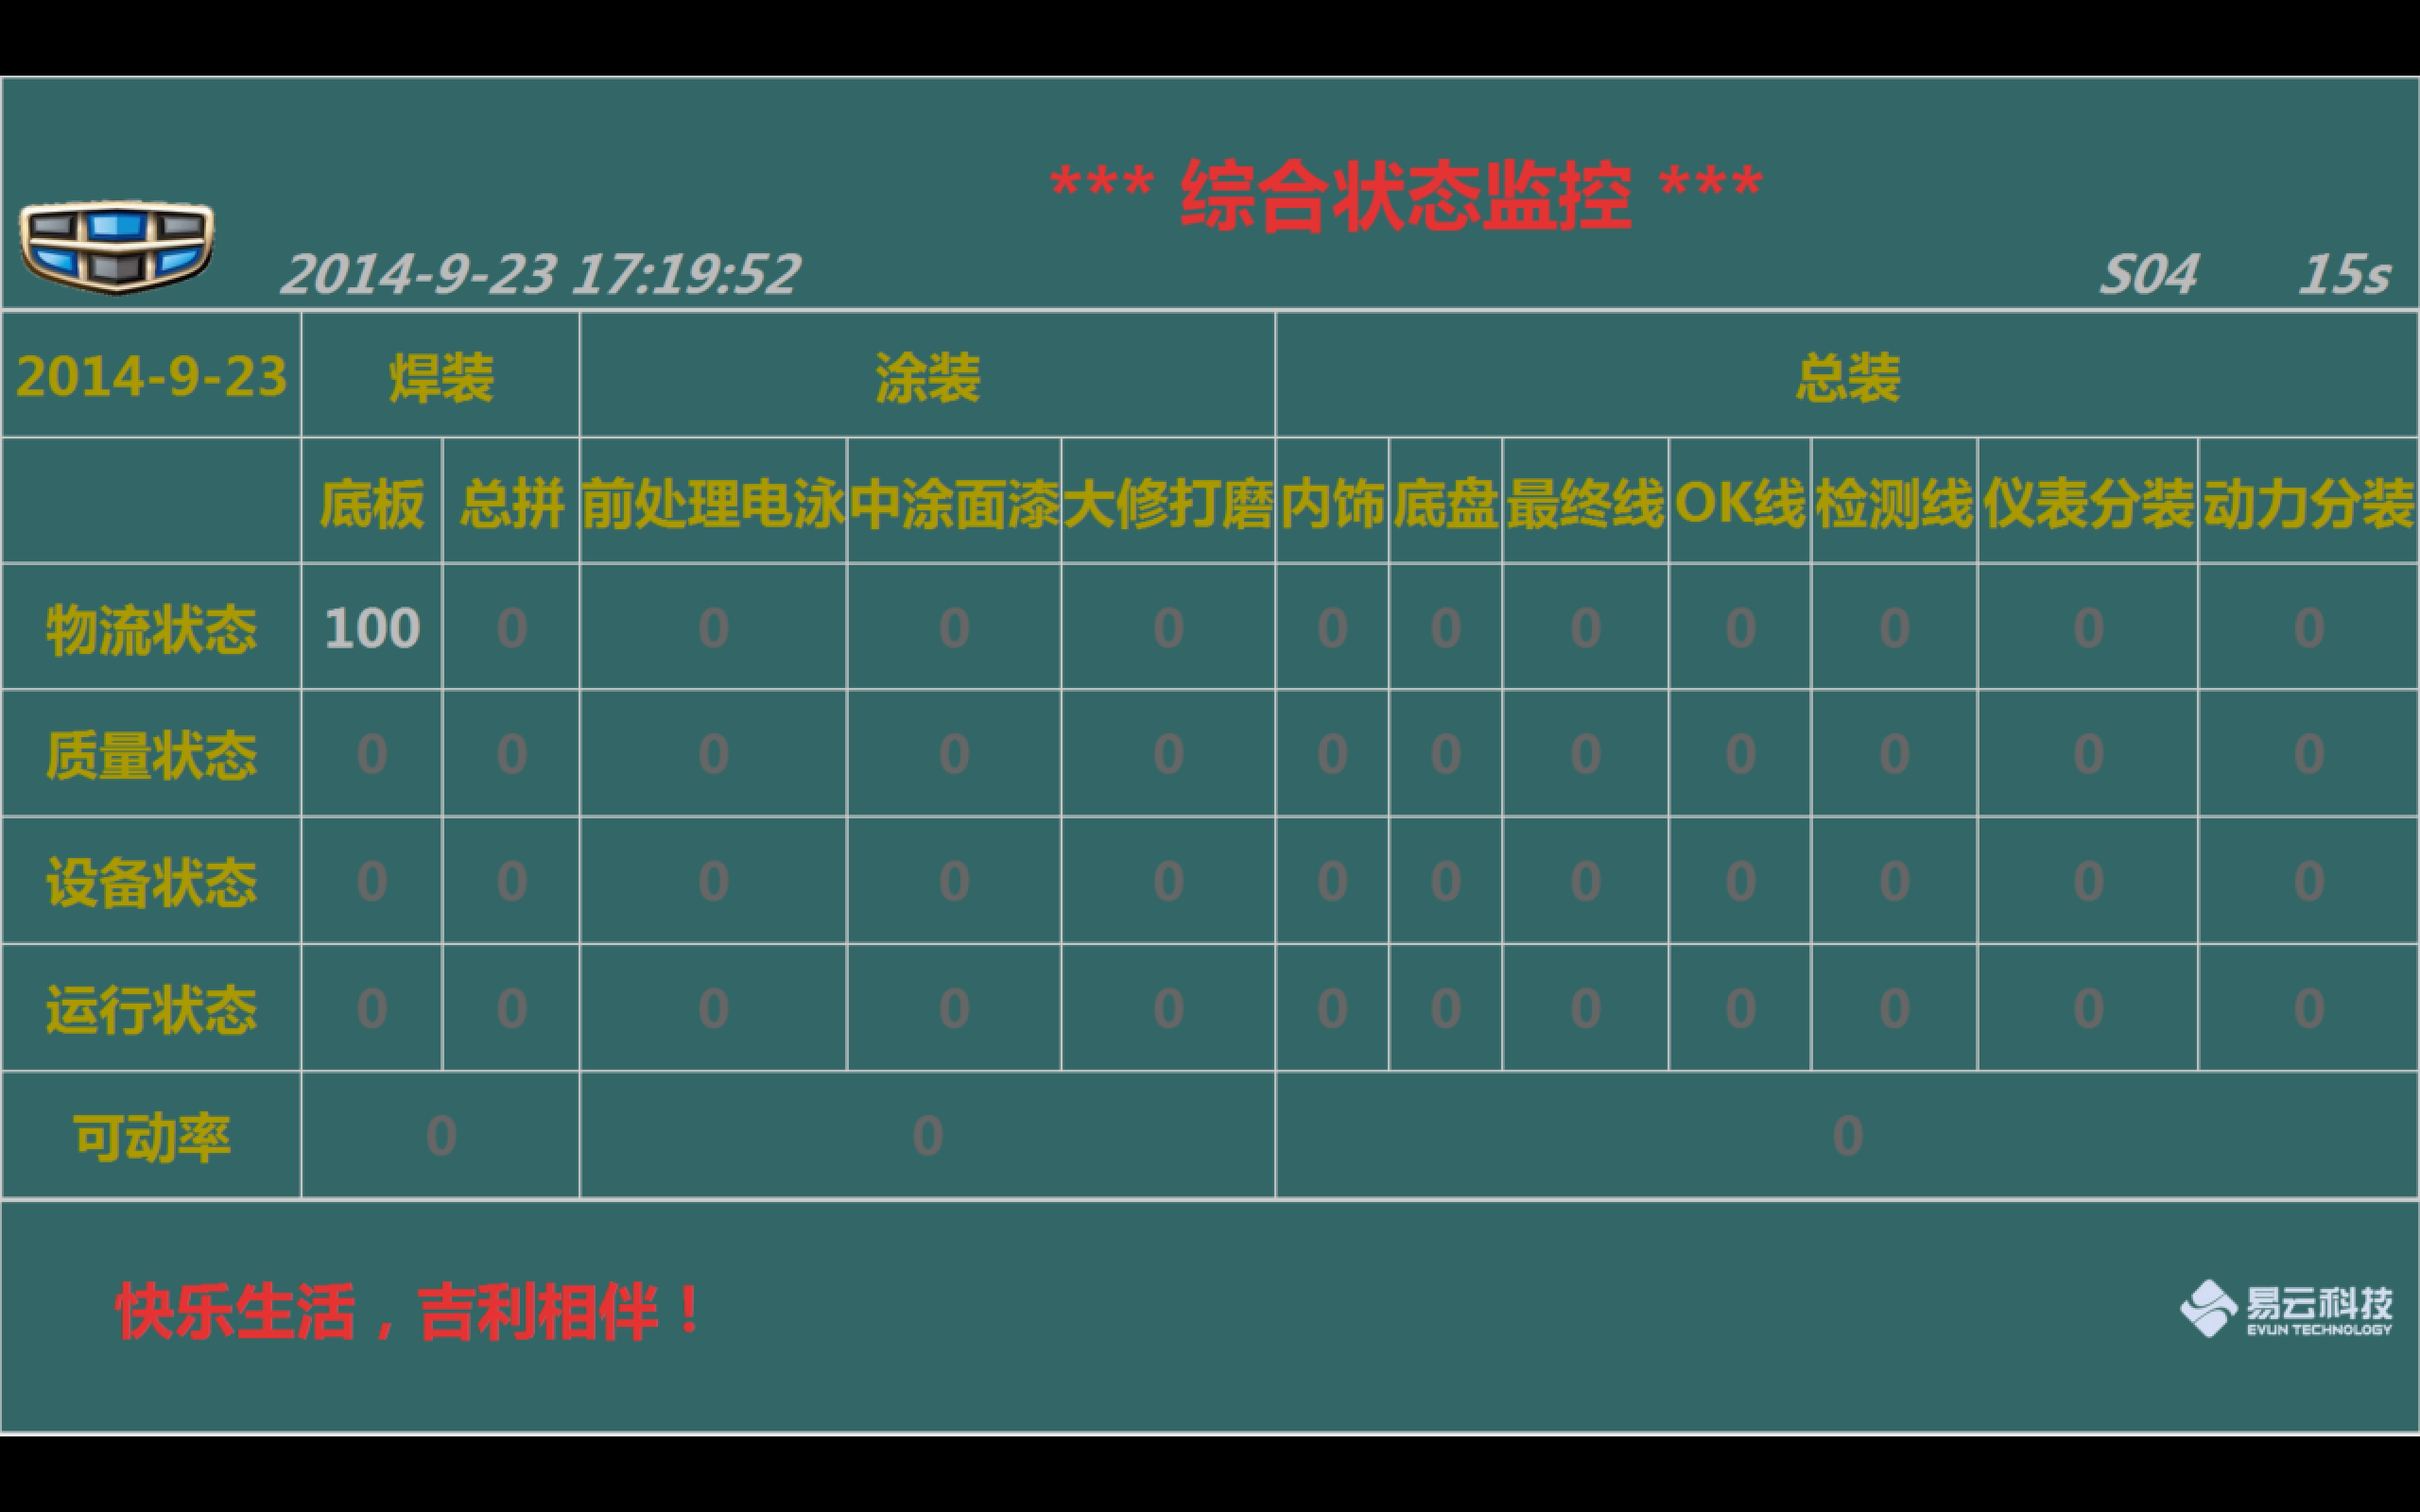 *** 综合状态监控 ***
2014-9-23 17:19:52 S04 15s
2014-9-23 焊装 涂装 总装
底板 总拼 前处理电泳 中涂面漆 大修打磨 内饰 底盘 最终线 OK线 检测线 仪表分装 动力分装
物流状态 100 0 0 0 0 0 0 0 0 0 0 0
质量状态 0 0 0 0 0 0 0 0 0 0 0 0
设备状态 0 0 0 0 0 0 0 0 0 0 0 0
运行状态 0 0 0 0 0 0 0 0 0 0 0 0
可动率 0 0 0
快乐生活，吉利相伴！
易云科技
EVUN TECHNOLOGY